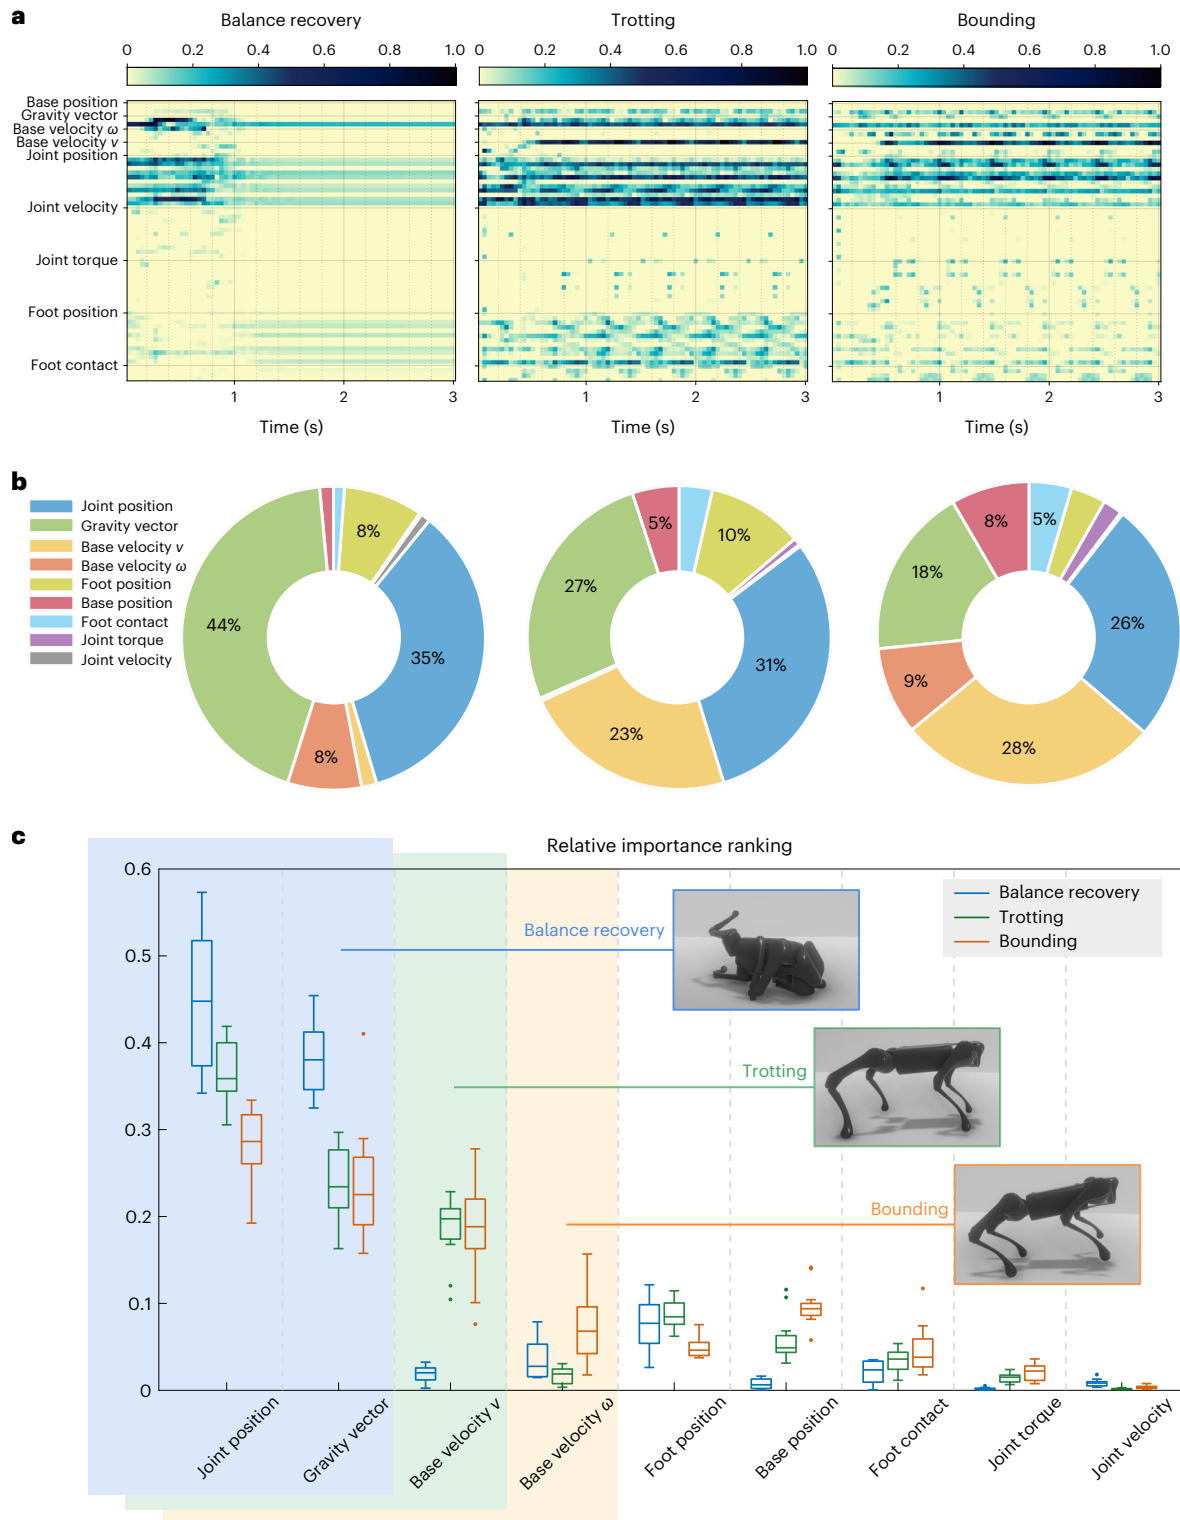 a
Balance recovery
Trotting
Bounding
0 0.2 0.4 0.6 0.8 1.0
0 0.2 0.4 0.6 0.8 1.0
0 0.2 0.4 0.6 0.8 1.0
Base position
Gravity vector
Base velocity ω
Base velocity v
Joint position
Joint velocity
Joint torque
Foot position
Foot contact
1 2 3
1 2 3
1 2 3
Time (s)
Time (s)
Time (s)
b
Joint position
Gravity vector
Base velocity v
Base velocity ω
Foot position
Base position
Foot contact
Joint torque
Joint velocity
8%
44%
35%
8%
5%
10%
27%
31%
23%
8%
5%
18%
26%
9%
28%
c
Relative importance ranking
0.6
0.5
0.4
0.3
0.2
0.1
0
Balance recovery
Trotting
Bounding
Balance recovery
Trotting
Bounding
Joint position
Gravity vector
Base velocity v
Base velocity ω
Foot position
Base position
Foot contact
Joint torque
Joint velocity